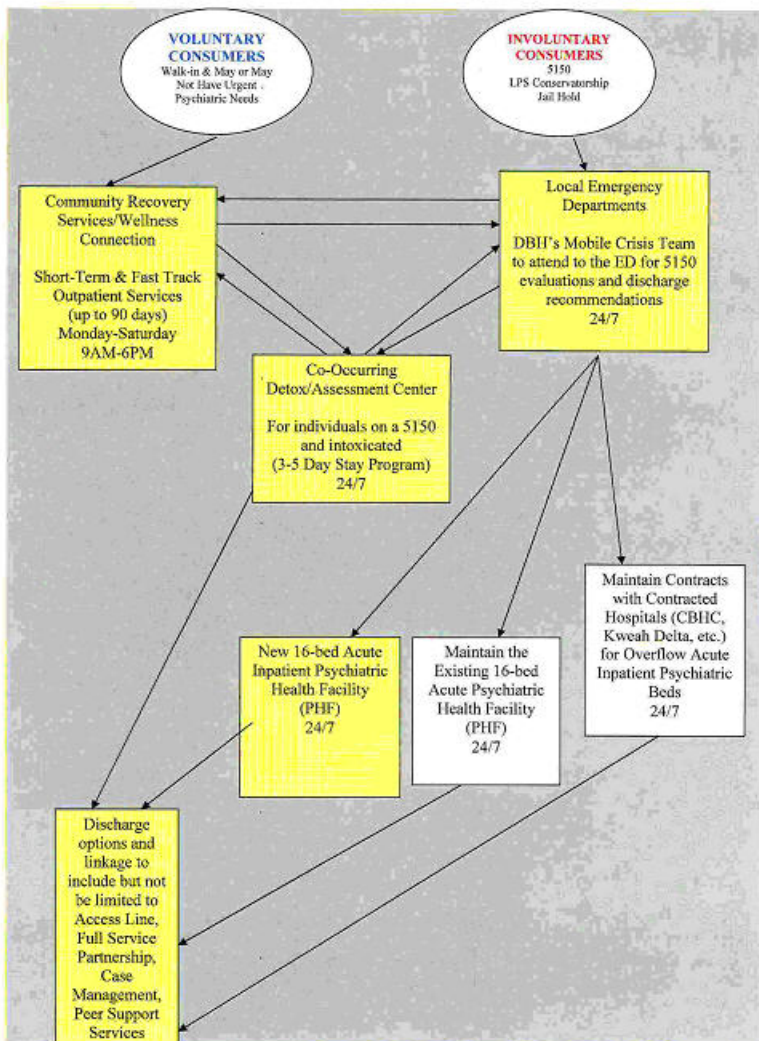 VOLUNTARY
CONSUMERS
Walk-in & May or May
Not Have Urgent
Psychiatric Needs
INVOLUNTARY
CONSUMERS
5150
LPS Conservatorship
Jail Hold
Community Recovery
Services/Wellness
Connection
Short-Term & Fast Track
Outpatient Services
(up to 90 days)
Monday-Saturday
9AM-6PM
Local Emergency
Departments
DBH's Mobile Crisis Team
to attend to the ED for 5150
evaluations and discharge
recommendations
24/7
Co-Occurring
Detox/Assessment Center
For individuals on a 5150
and intoxicated
(3-5 Day Stay Program)
24/7
New 16-bed Acute
Inpatient Psychiatric
Health Facility
(PHF)
24/7
Maintain the
Existing 16-bed
Acute Psychiatric
Health Facility
(PHF)
24/7
Maintain Contracts
with Contracted
Hospitals (CBHC,
Kweah Delta, etc.)
for Overflow Acute
Inpatient Psychiatric
Beds
24/7
Discharge
options and
linkage to
include but not
be limited to
Access Line,
Full Service
Partnership,
Case
Management,
Peer Support
Services